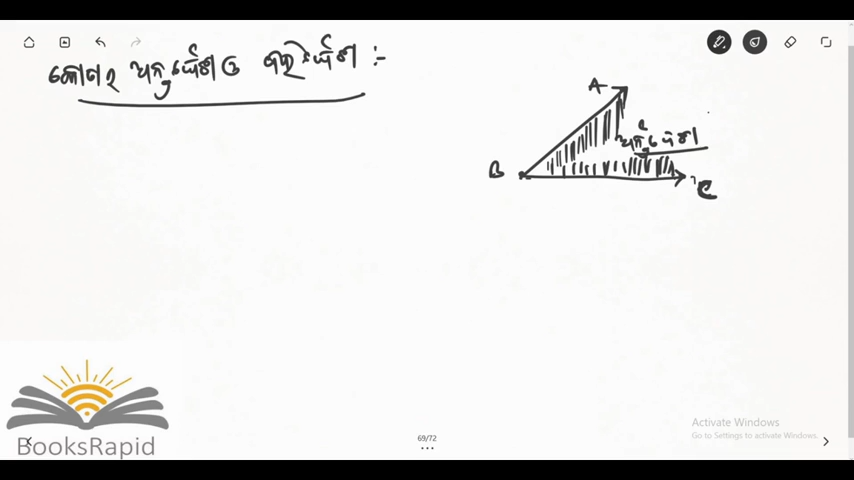 କୋଣର ଅନ୍ତର୍ଦେଶ ଓ ବହିର୍ଦେଶ :-
A
ଅନ୍ତର୍ଦେଶ
B
C
BooksRapid
69/72
Activate Windows
Go to Settings to activate Windows.